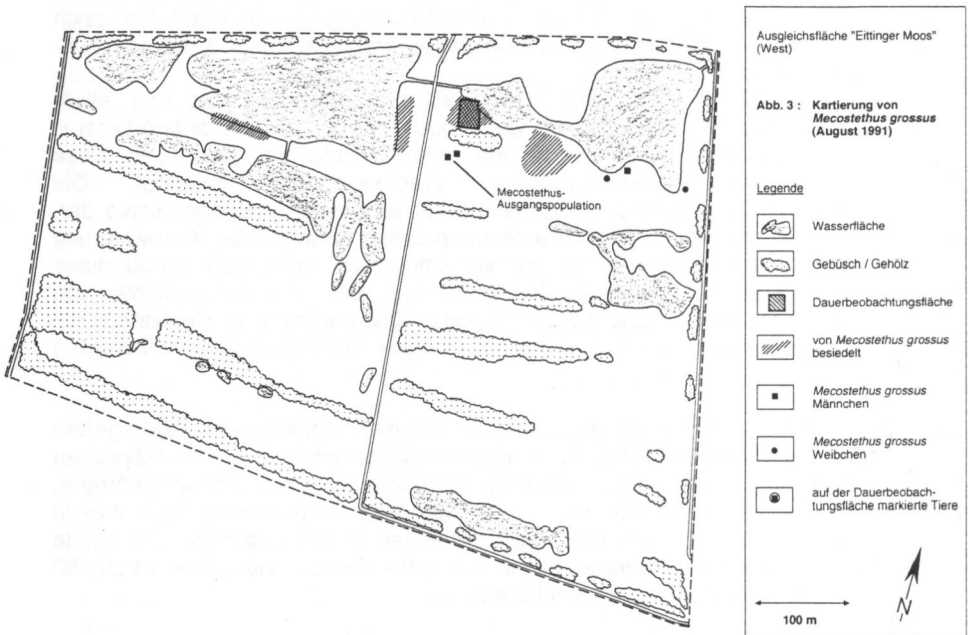 Mecostethus-
Ausgangspopulation
Ausgleichsfläche "Eittinger Moos"
(West)
Abb. 3 : Kartierung von
Mecostethus grossus
(August 1991)
Legende
Wasserfläche
Gebüsch / Gehölz
Dauerbeobachtungsfläche
von Mecostethus grossus
besiedelt
Mecostethus grossus
Männchen
Mecostethus grossus
Weibchen
auf der Dauerbeobach-
tungsfläche markierte Tiere
100 m
N